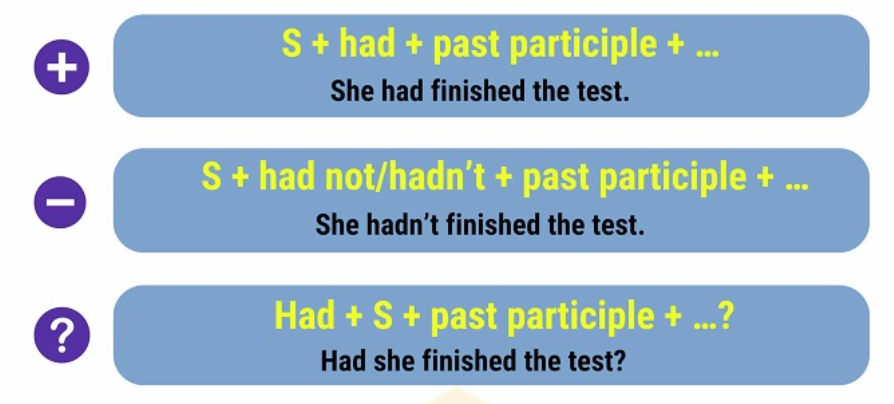 S + had + past participle + ...
She had finished the test.
S + had not/hadn't + past participle + ...
She hadn't finished the test.
Had + S + past participle + ...?
Had she finished the test?